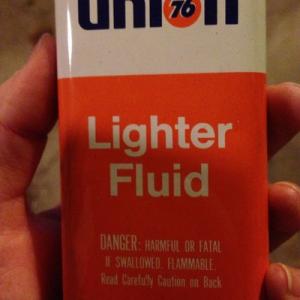 union
76
Lighter
Fluid
DANGER: HARMFUL OR FATAL
IF SWALLOWED. FLAMMABLE.
Read Carefully Caution on Back